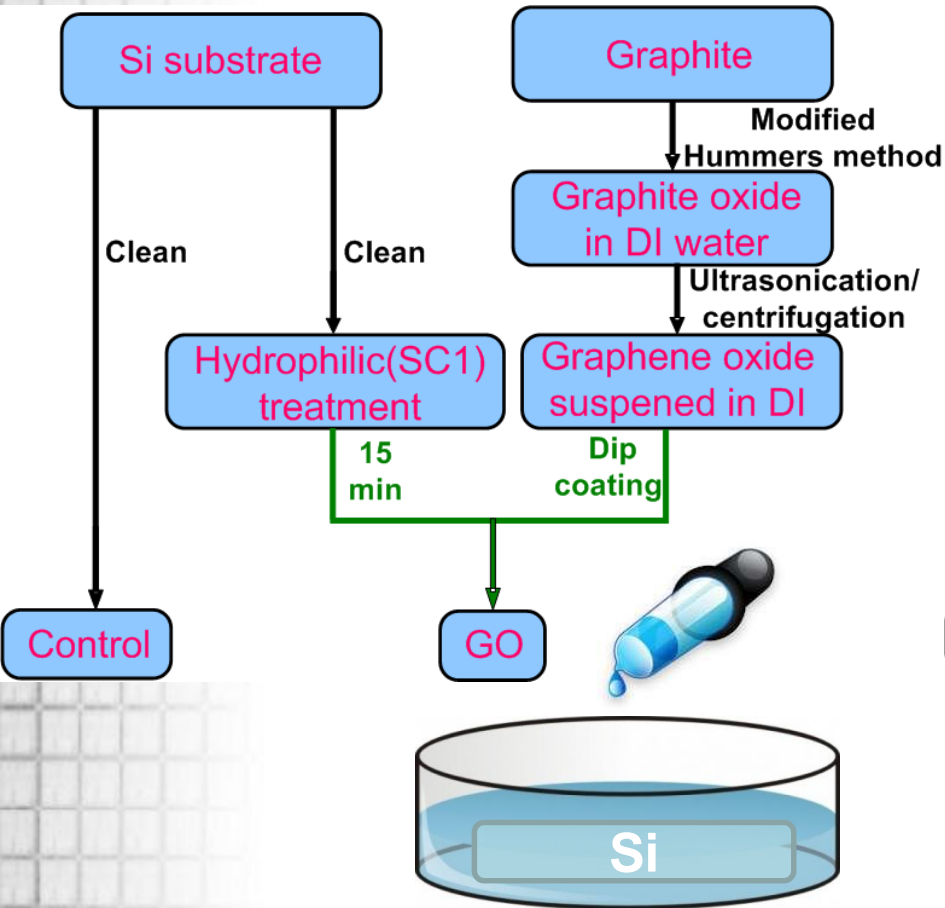 Si substrate
Graphite
Modified
Hummers method
Graphite oxide
in DI water
Clean
Clean
Ultrasonication/
centrifugation
Hydrophilic(SC1)
treatment
Graphene oxide
suspened in DI
15
min
Dip
coating
Control
GO
Si